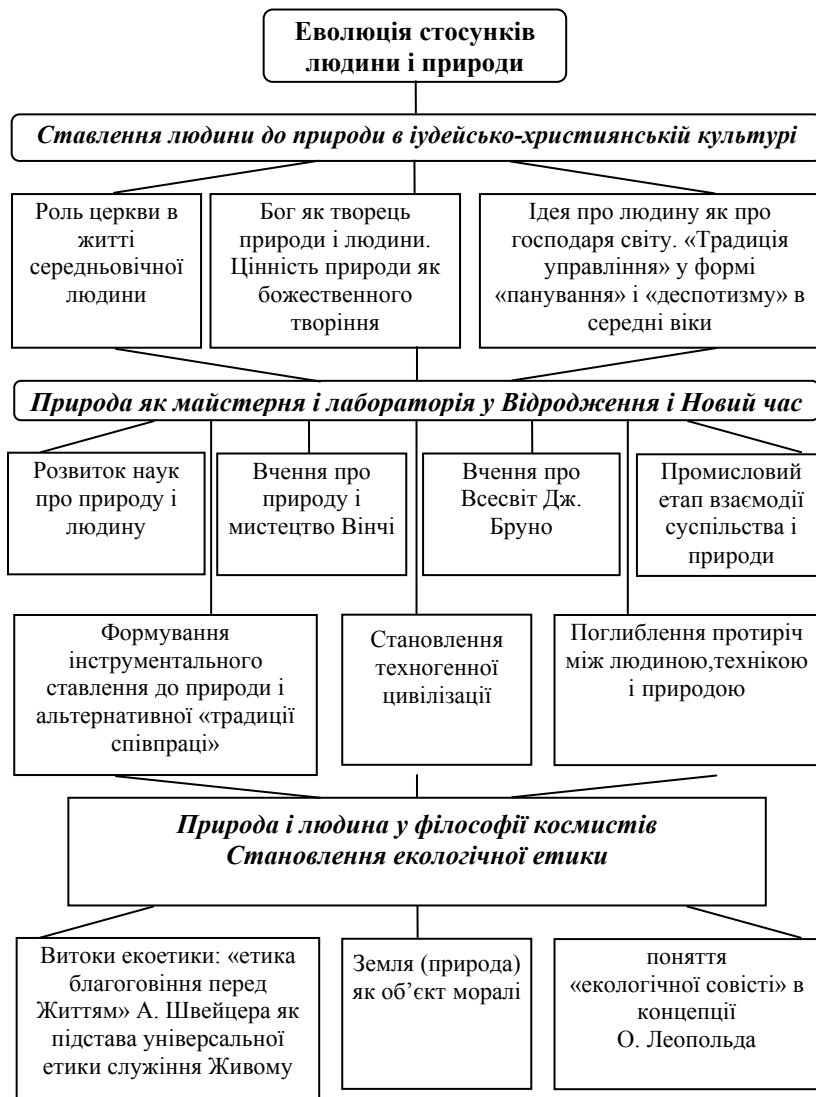 Еволюція стосунків
людини і природи
Ставлення людини до природи в іудейсько-християнській культурі
Роль церкви в
житті
середньовічної
людини
Бог як творець
природи і людини.
Цінність природи як
божественного
творіння
Ідея про людину як про
господаря світу. «Традиція
управління» у формі
«панування» і «деспотизму» в
середні віки
Природа як майстерня і лабораторія у Відродження і Новий час
Розвиток наук
про природу і
людину
Вчення про
природу і
мистецтво Вінчі
Вчення про
Всесвіт Дж.
Бруно
Промисловий
етап взаємодії
суспільства і
природи
Формування
інструментального
ставлення до природи і
альтернативної «традиції
співпраці»
Становлення
техногенної
цивілізації
Поглиблення протиріч
між людиною,технікою
і природою
Природа і людина у філософії космистів
Становлення екологічної етики
Витоки екоетики: «етика
благоговіння перед
Життям» А. Швейцера як
підстава універсальної
етики служіння Живому
Земля (природа)
як об’єкт моралі
поняття
«екологічної совісті» в
концепції
О. Леопольда